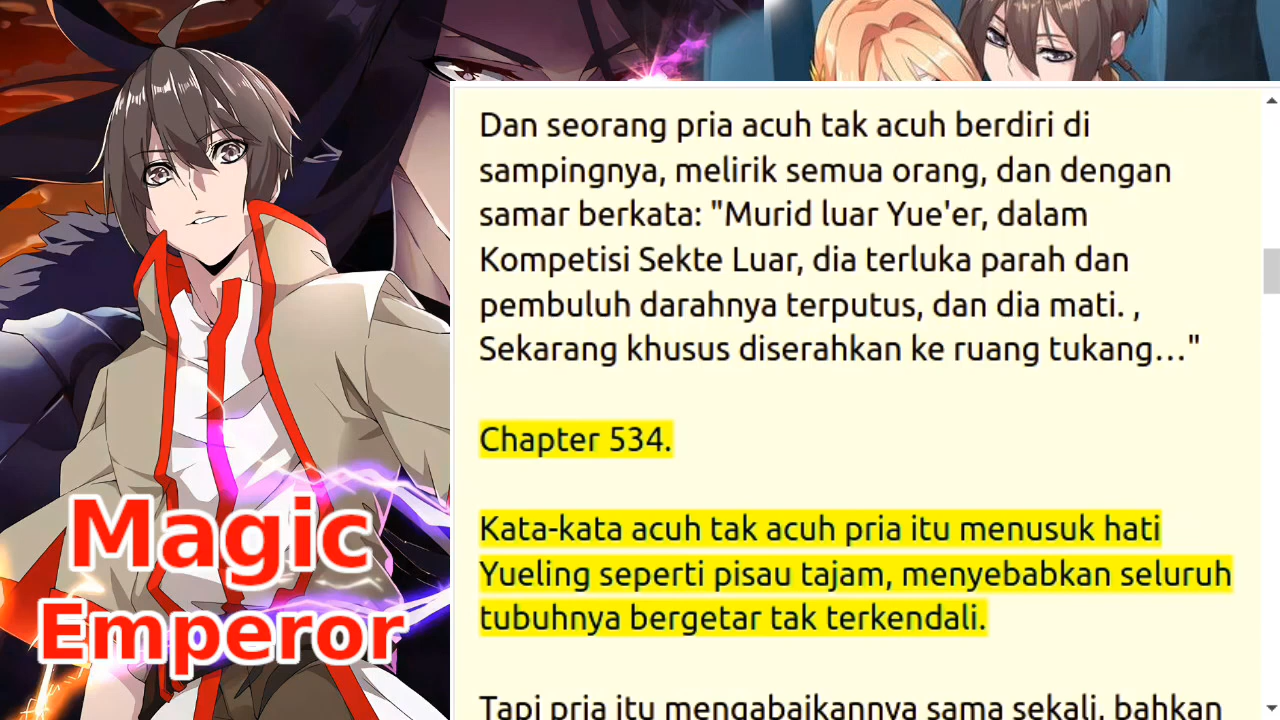 Dan seorang pria acuh tak acuh berdiri di
sampingnya, melirik semua orang, dan dengan
samar berkata: "Murid luar Yue'er, dalam
Kompetisi Sekte Luar, dia terluka parah dan
pembuluh darahnya terputus, dan dia mati. ,
Sekarang khusus diserahkan ke ruang tukang…"
Chapter 534.
Kata-kata acuh tak acuh pria itu menusuk hati
Yueling seperti pisau tajam, menyebabkan seluruh
tubuhnya bergetar tak terkendali.
Tapi pria itu mengabaikannya sama sekali, bahkan
Magic
Emperor